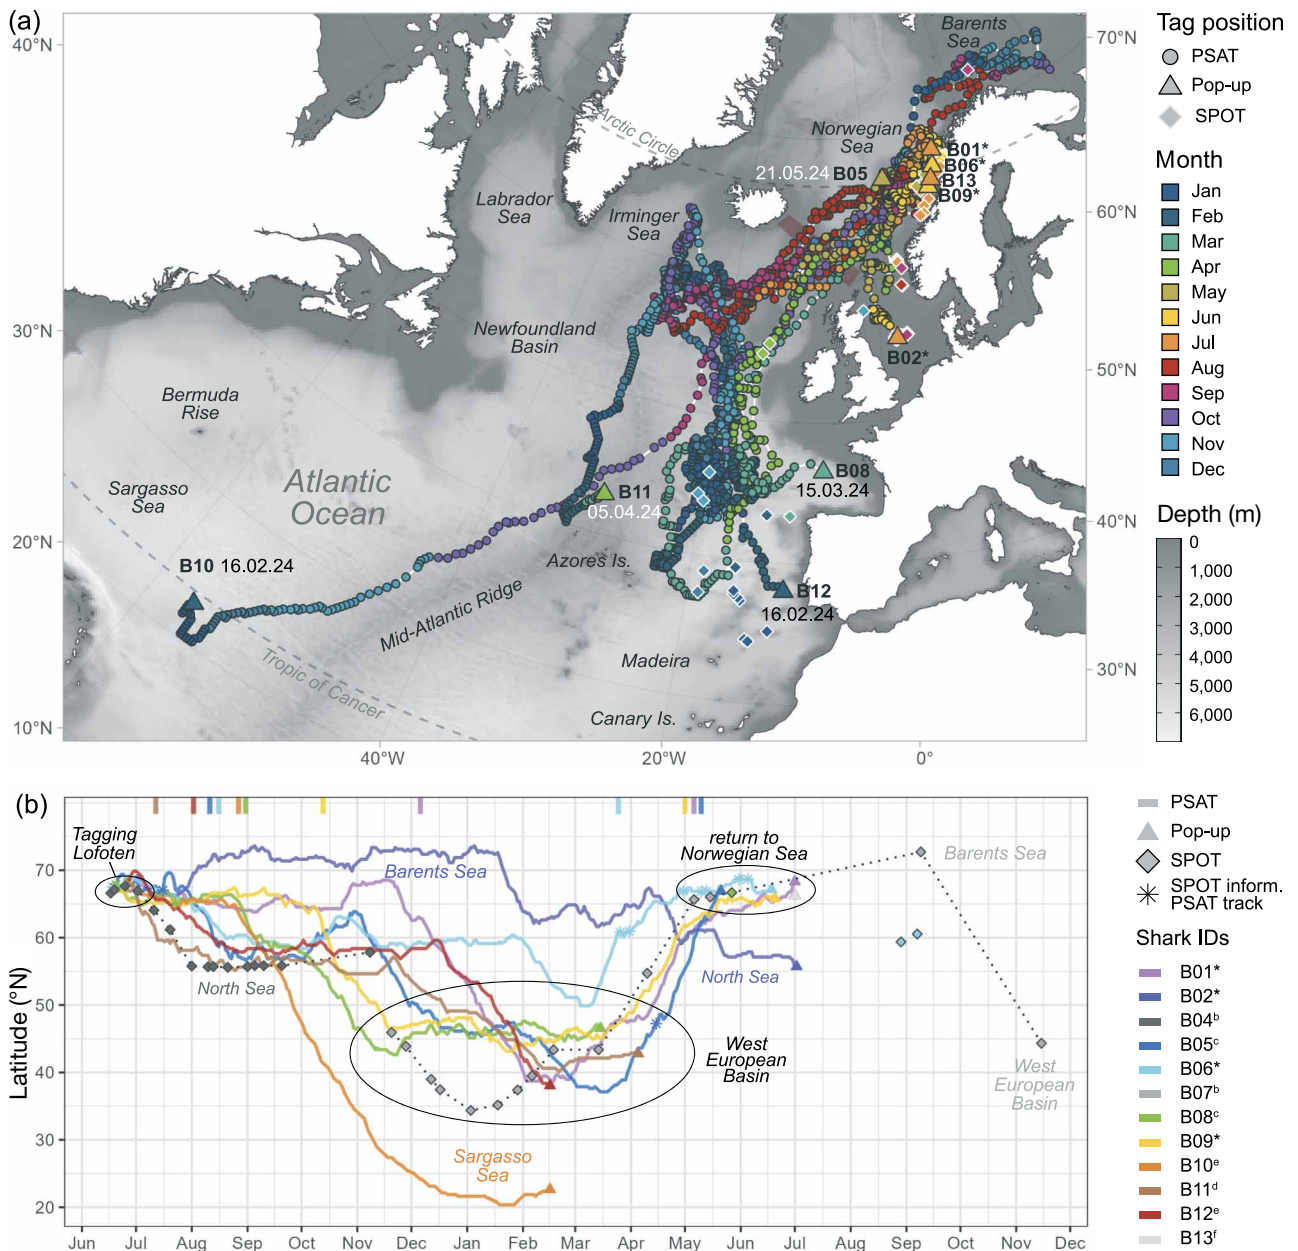 (a)
40°N
30°N
20°N
10°N
70°N
60°N
50°N
40°N
30°N
40°W
20°W
0°
Barents
Sea
Arctic Circle
Norwegian
Sea
B01*
B06*
B13
B09*
21.05.24 B05
Labrador
Sea
Irminger
Sea
Newfoundland
Basin
B02*
Bermuda
Rise
Sargasso
Sea
Atlantic
Ocean
B11
05.04.24
B08
15.03.24
B10 16.02.24
Azores Is.
B12
16.02.24
Mid-Atlantic Ridge
Tropic of Cancer
Madeira
Canary Is.
Tag position
PSAT
Pop-up
SPOT
Month
Jan
Feb
Mar
Apr
May
Jun
Jul
Aug
Sep
Oct
Nov
Dec
Depth (m)
0
1,000
2,000
3,000
4,000
5,000
6,000
(b)
Latitude (°N)
70
60
50
40
30
20
Tagging
Lofoten
Barents Sea
return to
Norwegian Sea
Barents Sea
North Sea
North Sea
West
European
Basin
West
European
Basin
Sargasso
Sea
Jun
Jul
Aug
Sep
Oct
Nov
Dec
Jan
Feb
Mar
Apr
May
Jun
Jul
Aug
Sep
Oct
Nov
Dec
PSAT
Pop-up
SPOT
SPOT inform.
PSAT track
Shark IDs
B01*
B02*
B04ᵇ
B05ᶜ
B06*
B07ᵇ
B08ᶜ
B09*
B10ᵉ
B11ᵈ
B12ᵉ
B13ᶠ